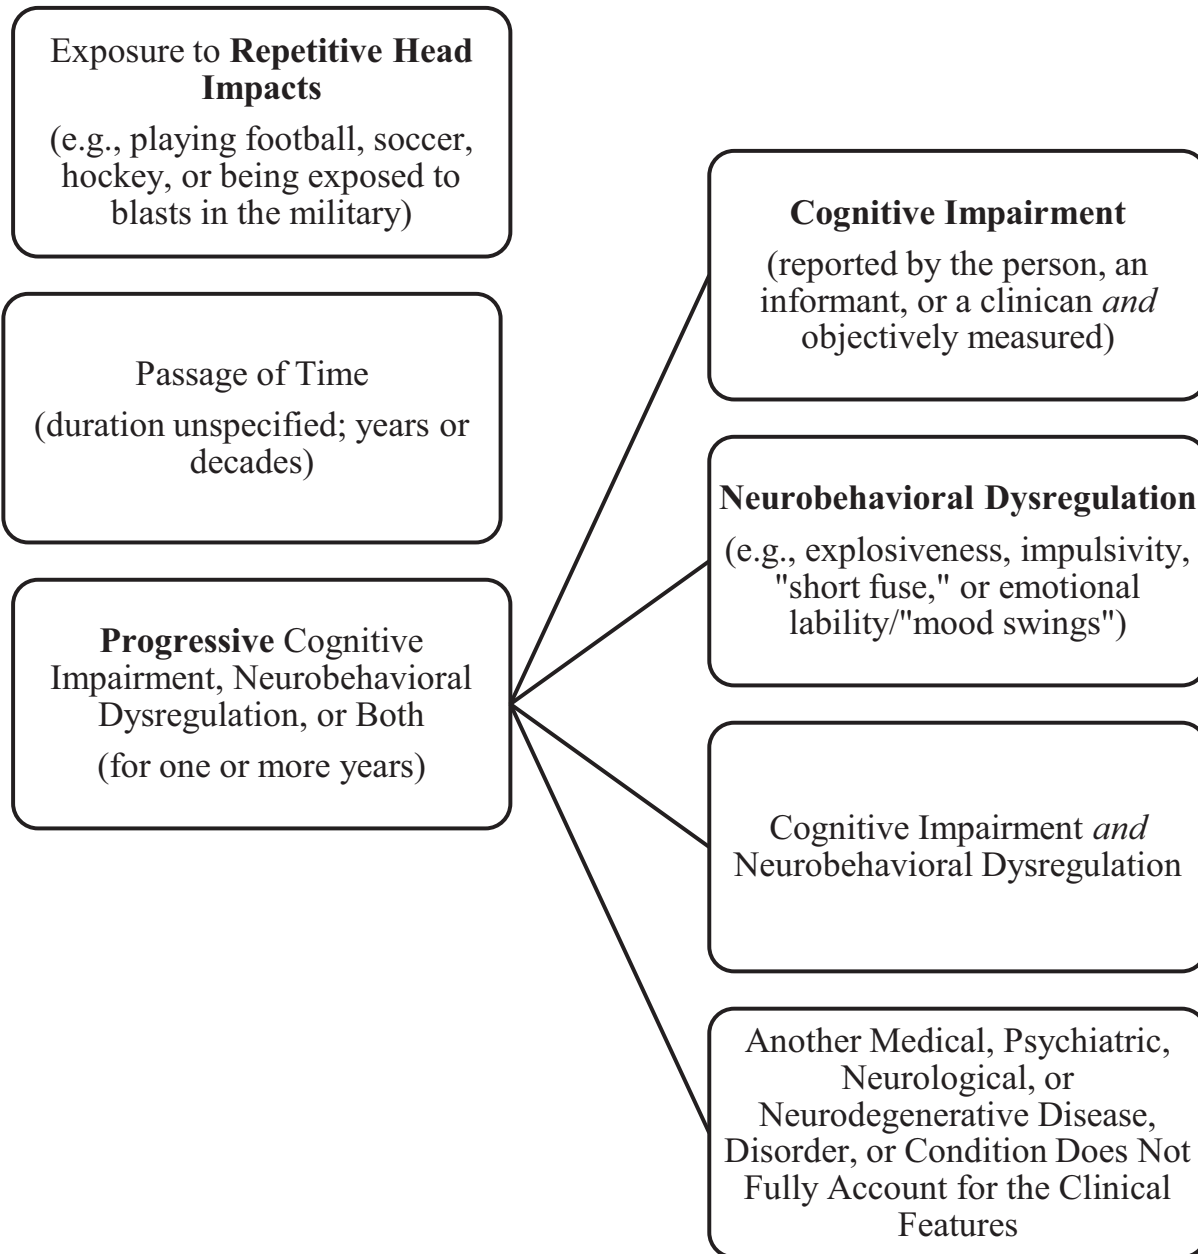 Exposure to Repetitive Head
Impacts
(e.g., playing football, soccer,
hockey, or being exposed to
blasts in the military)
Passage of Time
(duration unspecified; years or
decades)
Progressive Cognitive
Impairment, Neurobehavioral
Dysregulation, or Both
(for one or more years)
Cognitive Impairment
(reported by the person, an
informant, or a clinican and
objectively measured)
Neurobehavioral Dysregulation
(e.g., explosiveness, impulsivity,
"short fuse," or emotional
lability/"mood swings")
Cognitive Impairment and
Neurobehavioral Dysregulation
Another Medical, Psychiatric,
Neurological, or
Neurodegenerative Disease,
Disorder, or Condition Does Not
Fully Account for the Clinical
Features